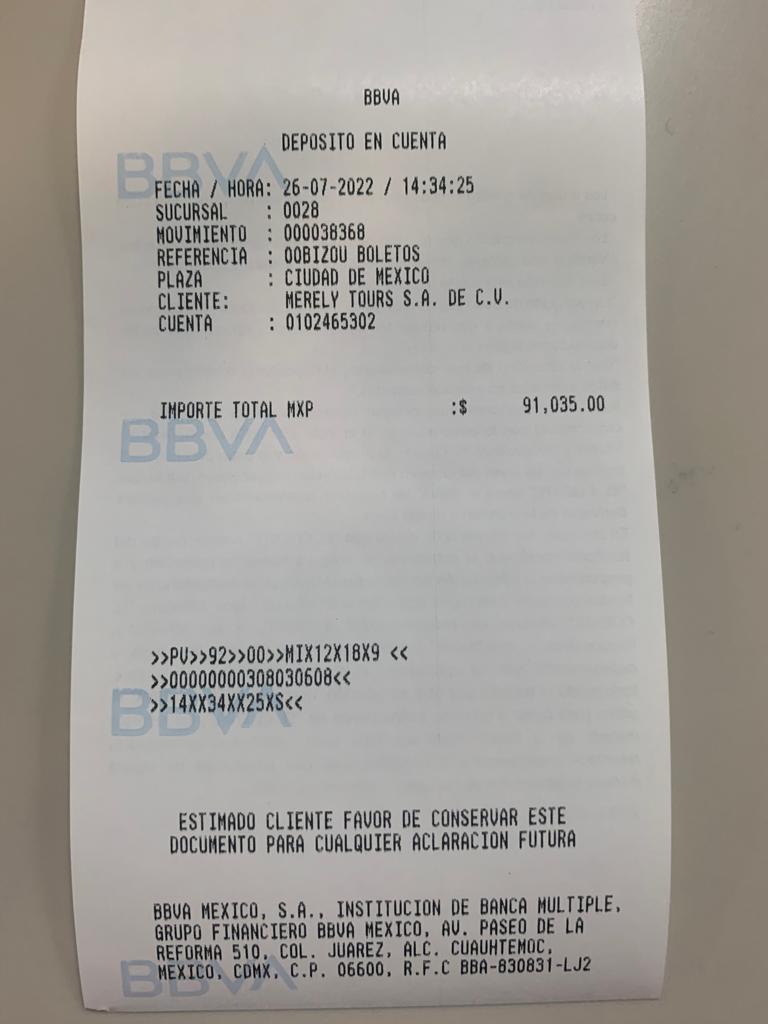 BBVA
DEPOSITO EN CUENTA
BBVA
FECHA / HORA: 26-07-2022 / 14:34:25
SUCURSAL : 0028
MOVIMIENTO : 000038368
REFERENCIA : 00BIZOU BOLETOS
PLAZA : CIUDAD DE MEXICO
CLIENTE: MERELY TOURS S.A. DE C.V.
CUENTA : 0102465302
IMPORTE TOTAL MXP :$ 91,035.00
BBVA
>>PV>>92>>00>>MIX12X18X9 <<
>>00000000308030608<<
>>14XX34XX25XS<<
BBVA
ESTIMADO CLIENTE FAVOR DE CONSERVAR ESTE
DOCUMENTO PARA CUALQUIER ACLARACION FUTURA
BBVA MEXICO, S.A., INSTITUCION DE BANCA MULTIPLE,
GRUPO FINANCIERO BBVA MEXICO, AV. PASEO DE LA
REFORMA 510, COL. JUAREZ, ALC. CUAUHTEMOC,
MEXICO, CDMX, C.P. 06600, R.F.C BBA-830831-LJ2
BBVA